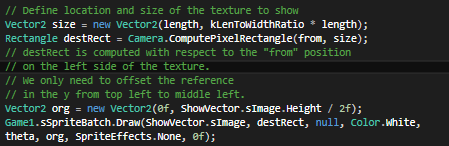 // Define location and size of the texture to show
Vector2 size = new Vector2(length, kLenToWidthRatio * length);
Rectangle destRect = Camera.ComputePixelRectangle(from, size);
// destRect is computed with respect to the "from" position
// on the left side of the texture.
// We only need to offset the reference
// in the y from top left to middle left.
Vector2 org = new Vector2(0f, ShowVector.sImage.Height / 2f);
Game1.sSpriteBatch.Draw(ShowVector.sImage, destRect, null, Color.White,
theta, org, SpriteEffects.None, 0f);